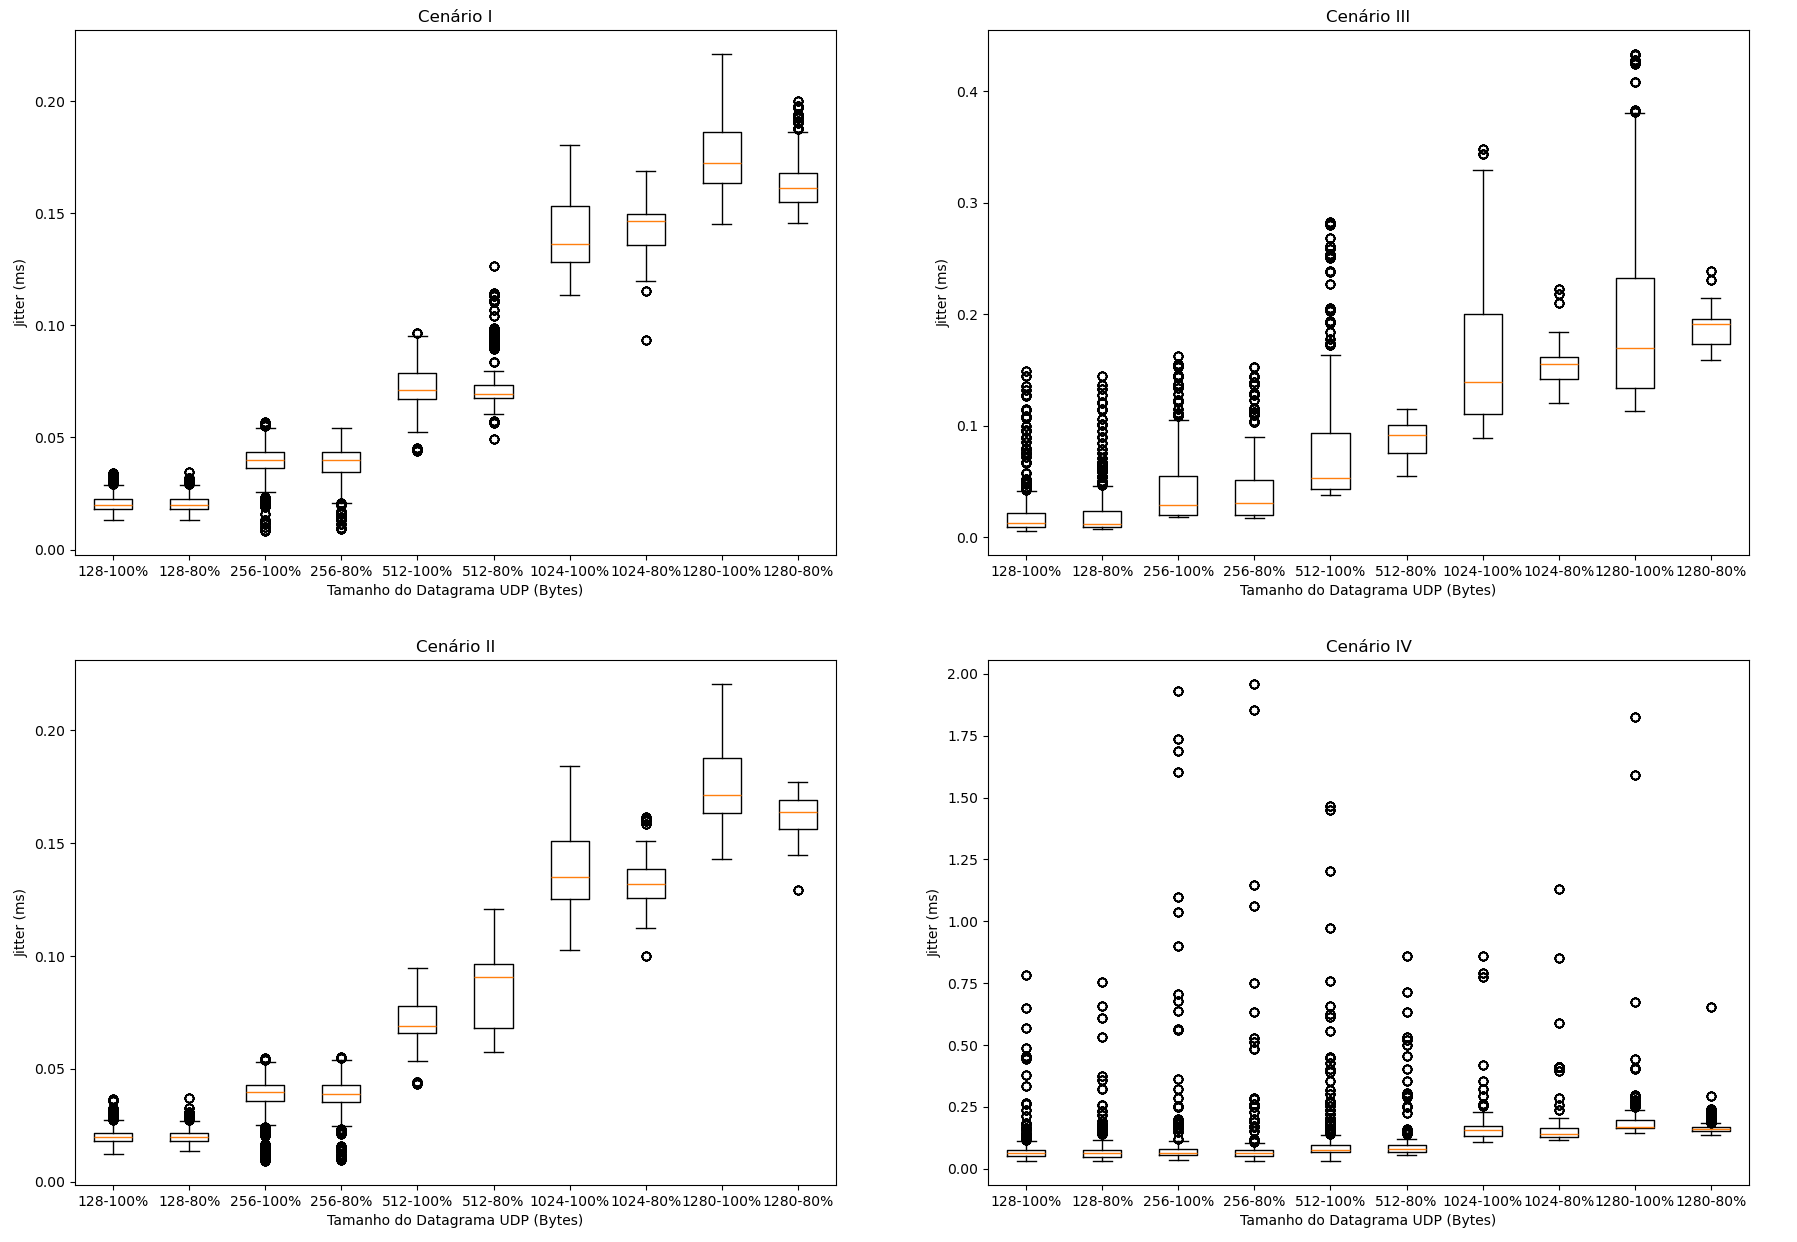 Cenário I
Jitter (ms)
0.20
0.15
0.10
0.05
0.00
128-100% 128-80% 256-100% 256-80% 512-100% 512-80% 1024-100% 1024-80% 1280-100% 1280-80%
Tamanho do Datagrama UDP (Bytes)
Cenário III
Jitter (ms)
0.4
0.3
0.2
0.1
0.0
128-100% 128-80% 256-100% 256-80% 512-100% 512-80% 1024-100% 1024-80% 1280-100% 1280-80%
Tamanho do Datagrama UDP (Bytes)
Cenário II
Jitter (ms)
0.20
0.15
0.10
0.05
0.00
128-100% 128-80% 256-100% 256-80% 512-100% 512-80% 1024-100% 1024-80% 1280-100% 1280-80%
Tamanho do Datagrama UDP (Bytes)
Cenário IV
Jitter (ms)
2.00
1.75
1.50
1.25
1.00
0.75
0.50
0.25
0.00
128-100% 128-80% 256-100% 256-80% 512-100% 512-80% 1024-100% 1024-80% 1280-100% 1280-80%
Tamanho do Datagrama UDP (Bytes)